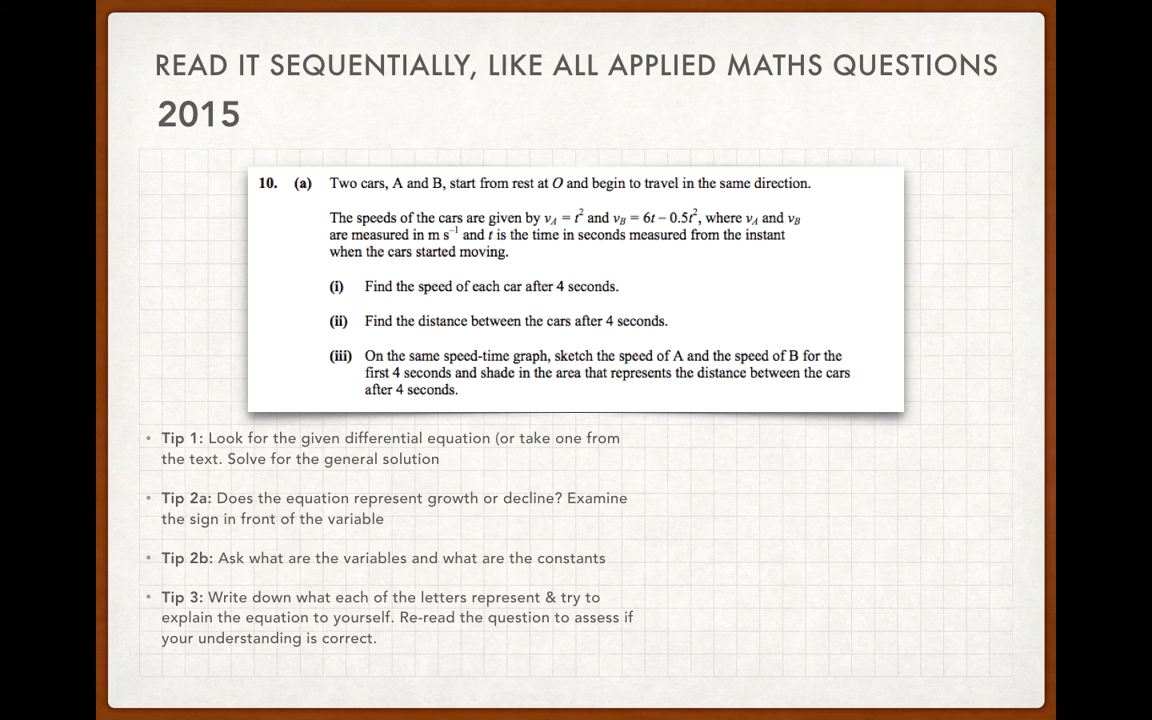 READ IT SEQUENTIALLY, LIKE ALL APPLIED MATHS QUESTIONS
2015
10. (a) Two cars, A and B, start from rest at O and begin to travel in the same direction.
The speeds of the cars are given by v_A = t² and v_B = 6t – 0.5t², where v_A and v_B
are measured in m s⁻¹ and t is the time in seconds measured from the instant
when the cars started moving.
(i) Find the speed of each car after 4 seconds.
(ii) Find the distance between the cars after 4 seconds.
(iii) On the same speed-time graph, sketch the speed of A and the speed of B for the
first 4 seconds and shade in the area that represents the distance between the cars
after 4 seconds.
• Tip 1: Look for the given differential equation (or take one from
the text. Solve for the general solution
• Tip 2a: Does the equation represent growth or decline? Examine
the sign in front of the variable
• Tip 2b: Ask what are the variables and what are the constants
• Tip 3: Write down what each of the letters represent & try to
explain the equation to yourself. Re-read the question to assess if
your understanding is correct.